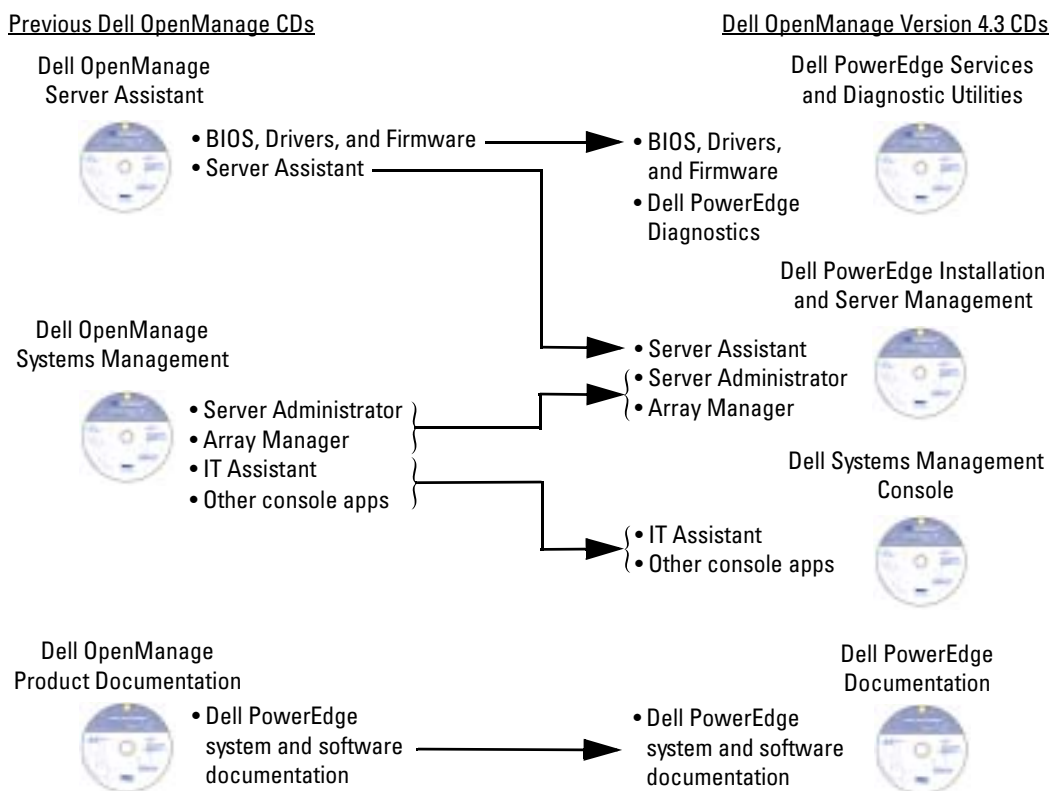 Previous Dell OpenManage CDs
Dell OpenManage Version 4.3 CDs
Dell OpenManage
Server Assistant
• BIOS, Drivers, and Firmware
• Server Assistant
Dell PowerEdge Services
and Diagnostic Utilities
• BIOS, Drivers,
and Firmware
• Dell PowerEdge
Diagnostics
Dell PowerEdge Installation
and Server Management
• Server Assistant
• Server Administrator
• Array Manager
Dell OpenManage
Systems Management
• Server Administrator
• Array Manager
• IT Assistant
• Other console apps
Dell Systems Management
Console
• IT Assistant
• Other console apps
Dell OpenManage
Product Documentation
• Dell PowerEdge
system and software
documentation
Dell PowerEdge
Documentation
• Dell PowerEdge
system and software
documentation